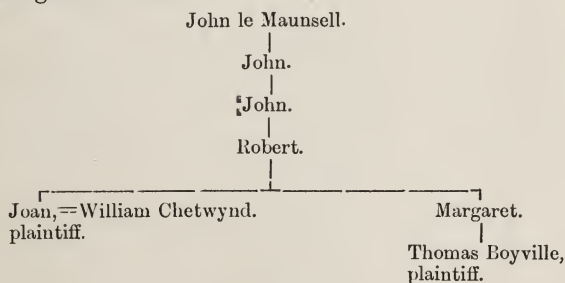 John le Maunsell.
John.
John.
Robert.
Joan,=William Chetwynd. Margaret.
plaintiff.
Thomas Boyville,
plaintiff.